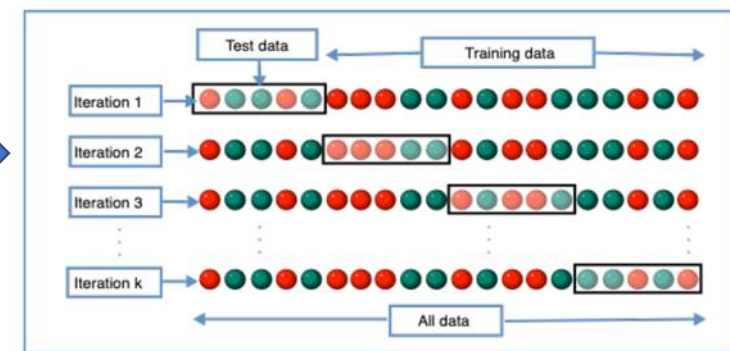 Test data
Training data
Iteration 1
Iteration 2
Iteration 3
Iteration k
All data